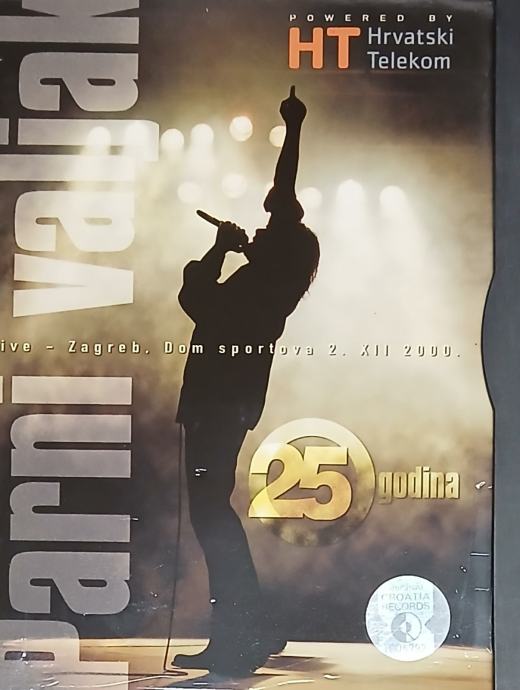 POWERED BY
HT Hrvatski
Telekom
parni valjak
ive - Zagreb, Dom sportova 2. XII 2000.
25 godina
CROATIA
RECORDS